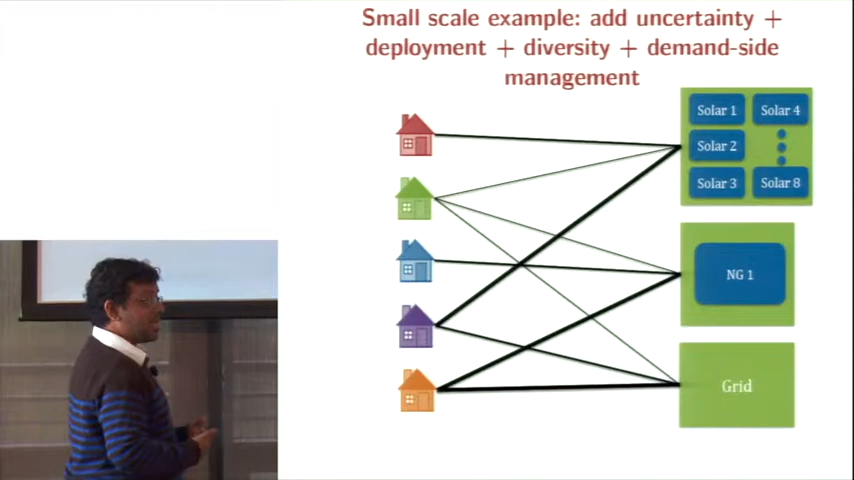 Small scale example: add uncertainty +
deployment + diversity + demand-side
management
Solar 1
Solar 4
Solar 2
Solar 3
Solar 8
NG 1
Grid